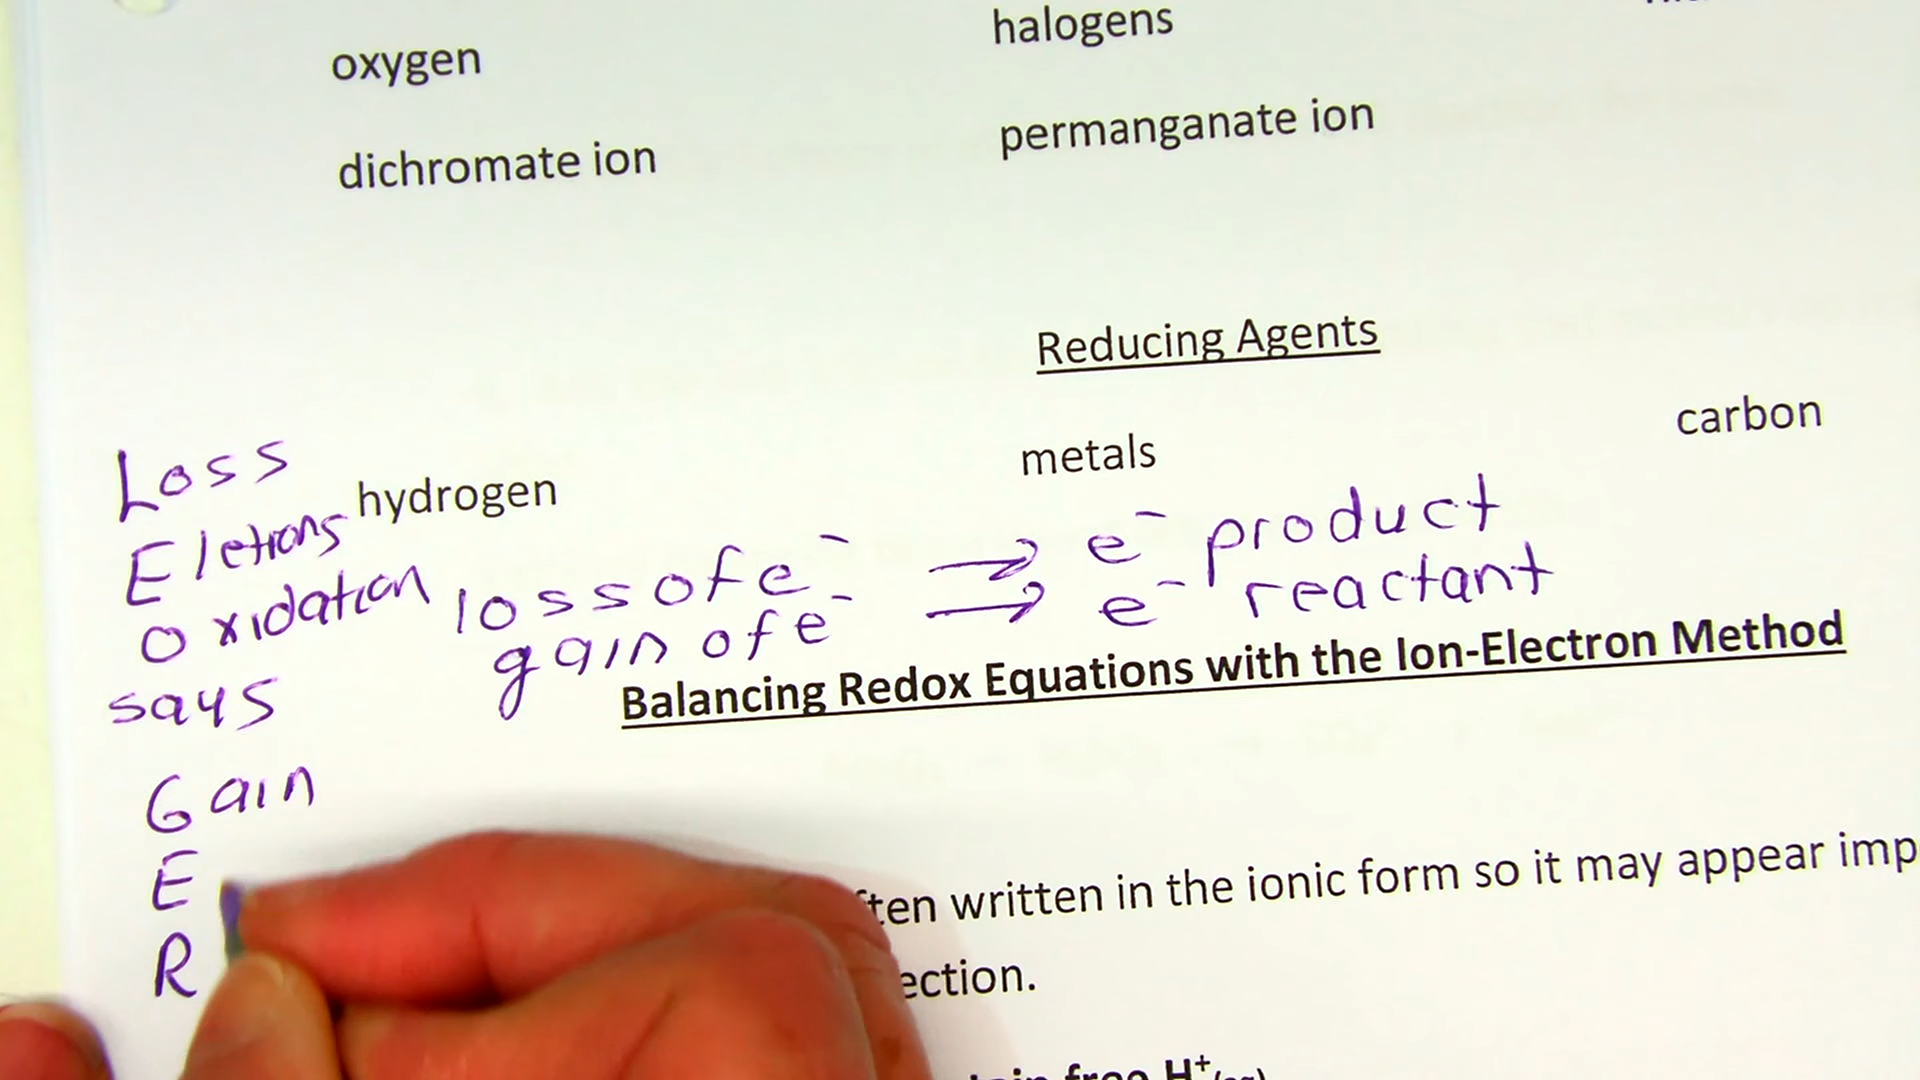 halogens
oxygen
permanganate ion
dichromate ion
Reducing Agents
carbon
metals
Loss
hydrogen
Eletrons
Oxidation
loss of e⁻ → e⁻ product
gain of e⁻ → e⁻ reactant
says
Balancing Redox Equations with the Ion-Electron Method
Gain
E
ten written in the ionic form so it may appear imp
R
ection.
free H⁺(aq)